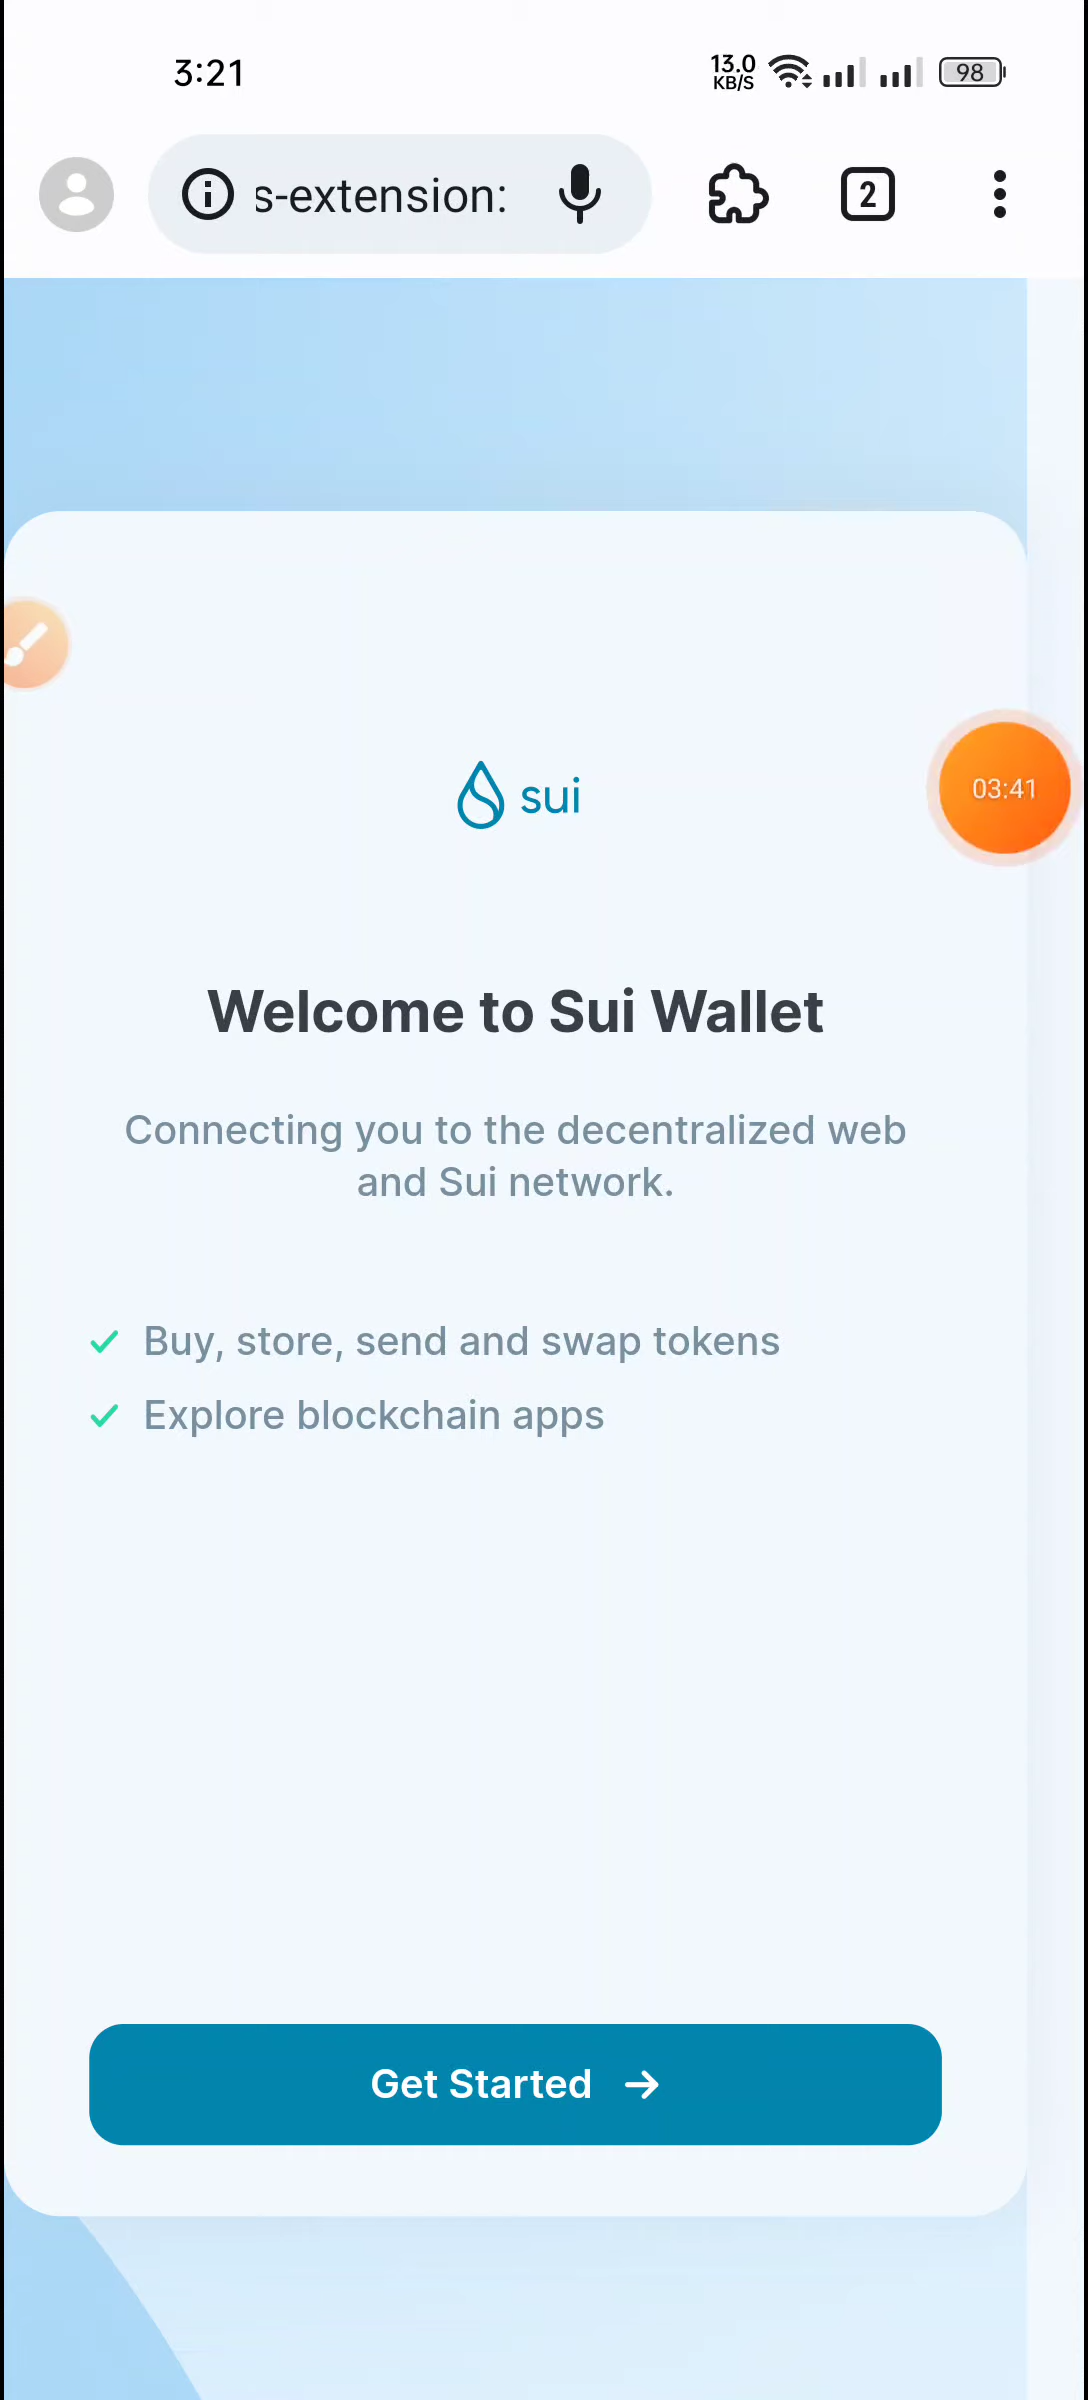 3:21
13.0
KB/S
98
s-extension:
2
03:41
sui
Welcome to Sui Wallet
Connecting you to the decentralized web
and Sui network.
Buy, store, send and swap tokens
Explore blockchain apps
Get Started →